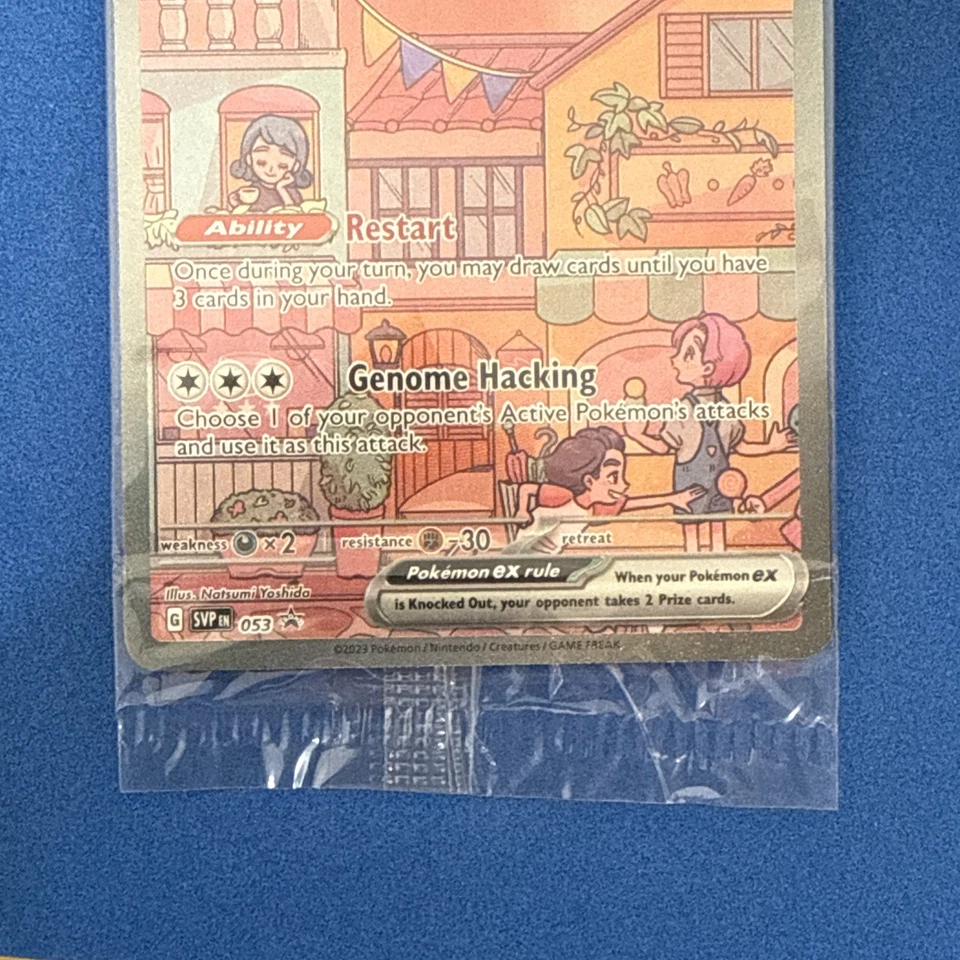 Ability Restart
Once during your turn, you may draw cards until you have
3 cards in your hand.
Genome Hacking
Choose 1 of your opponent's Active Pokémon's attacks
and use it as this attack.
weakness ×2 resistance -30 retreat
Pokémon ex rule When your Pokémon ex
is Knocked Out, your opponent takes 2 Prize cards.
Illus. Natsumi Yoshida
G SVP EN 053
©2023 Pokémon / Nintendo / Creatures / GAME FREAK